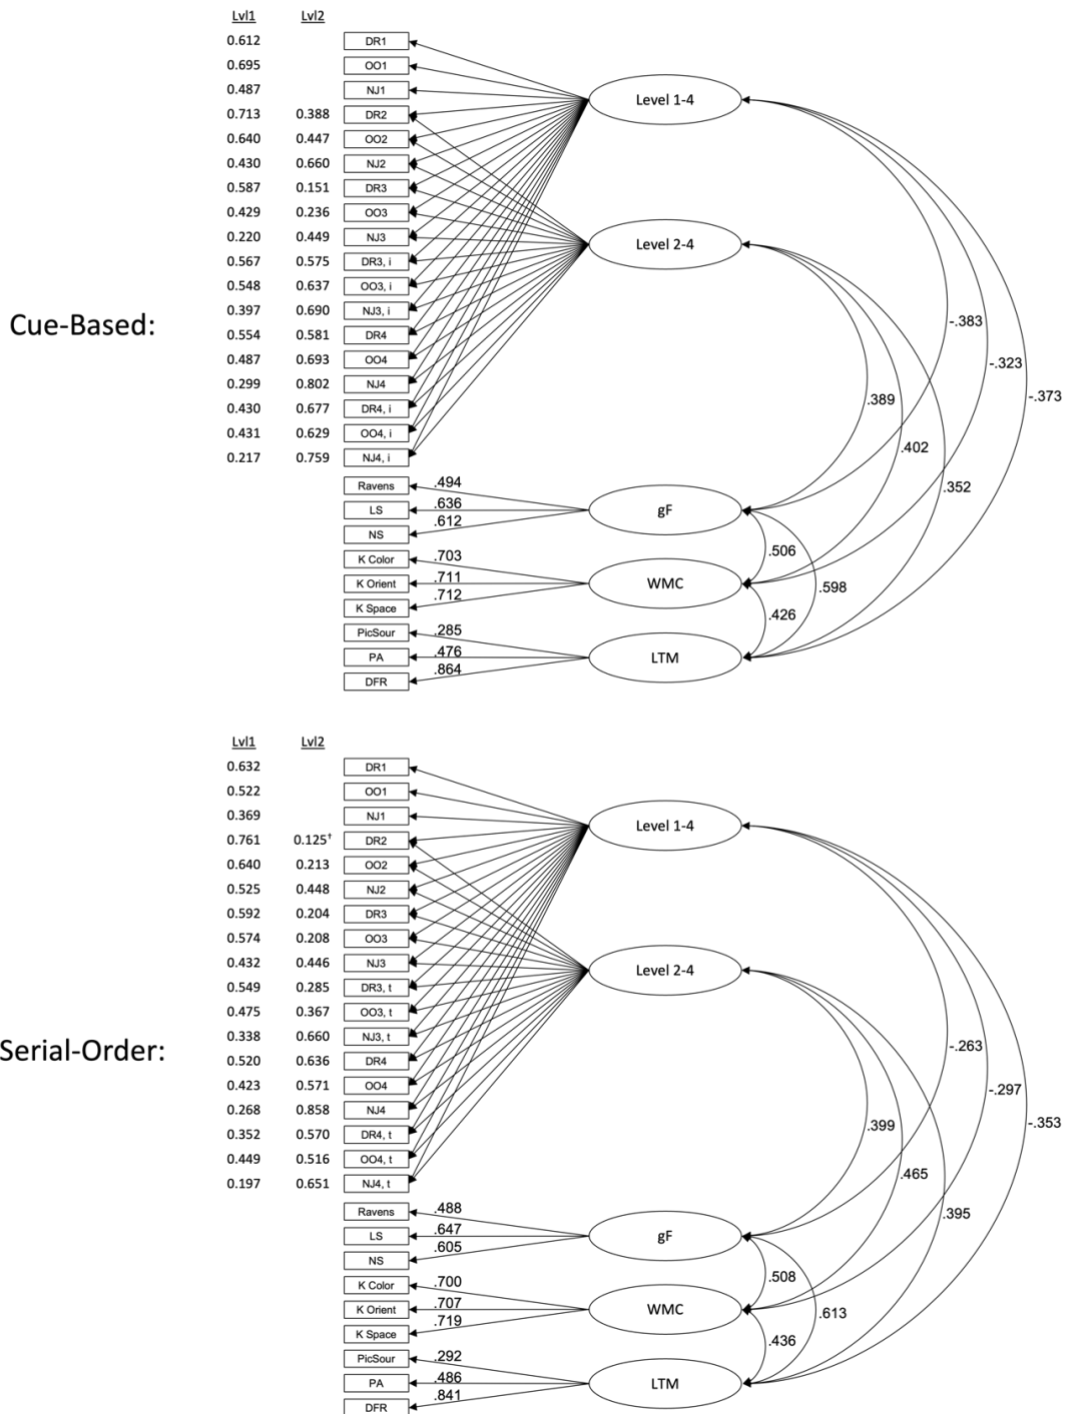 Lvl1 Lvl2
0.612 DR1
0.695 OO1
0.487 NJ1
Level 1-4
0.713 0.388 DR2
0.640 0.447 OO2
0.430 0.660 NJ2
0.587 0.151 DR3
0.429 0.236 OO3
0.220 0.449 NJ3
Level 2-4
0.567 0.575 DR3, i
0.548 0.637 OO3, i
0.397 0.690 NJ3, i
Cue-Based:
0.554 0.581 DR4
-.383
0.487 0.693 OO4
-.323
0.299 0.802 NJ4
-.373
0.430 0.677 DR4, i
.389
0.431 0.629 OO4, i
.402
0.217 0.759 NJ4, i
.352
Ravens .494
LS .636
gF
NS .612
.506
K Color .703
K Orient .711
WMC
.598
K Space .712
.426
PicSour .285
PA .476
LTM
DFR .864
Lvl1 Lvl2
0.632 DR1
0.522 OO1
0.369 NJ1
Level 1-4
0.761 0.125† DR2
0.640 0.213 OO2
0.525 0.448 NJ2
0.592 0.204 DR3
0.574 0.208 OO3
0.432 0.446 NJ3
Level 2-4
0.549 0.285 DR3, t
0.475 0.367 OO3, t
0.338 0.660 NJ3, t
Serial-Order:
0.520 0.636 DR4
-.263
0.423 0.571 OO4
-.297
0.268 0.858 NJ4
-.353
0.352 0.570 DR4, t
.399
0.449 0.516 OO4, t
.465
0.197 0.651 NJ4, t
.395
Ravens .488
LS .647
gF
NS .605
.508
K Color .700
K Orient .707
WMC
.613
K Space .719
.436
PicSour .292
PA .486
LTM
DFR .841